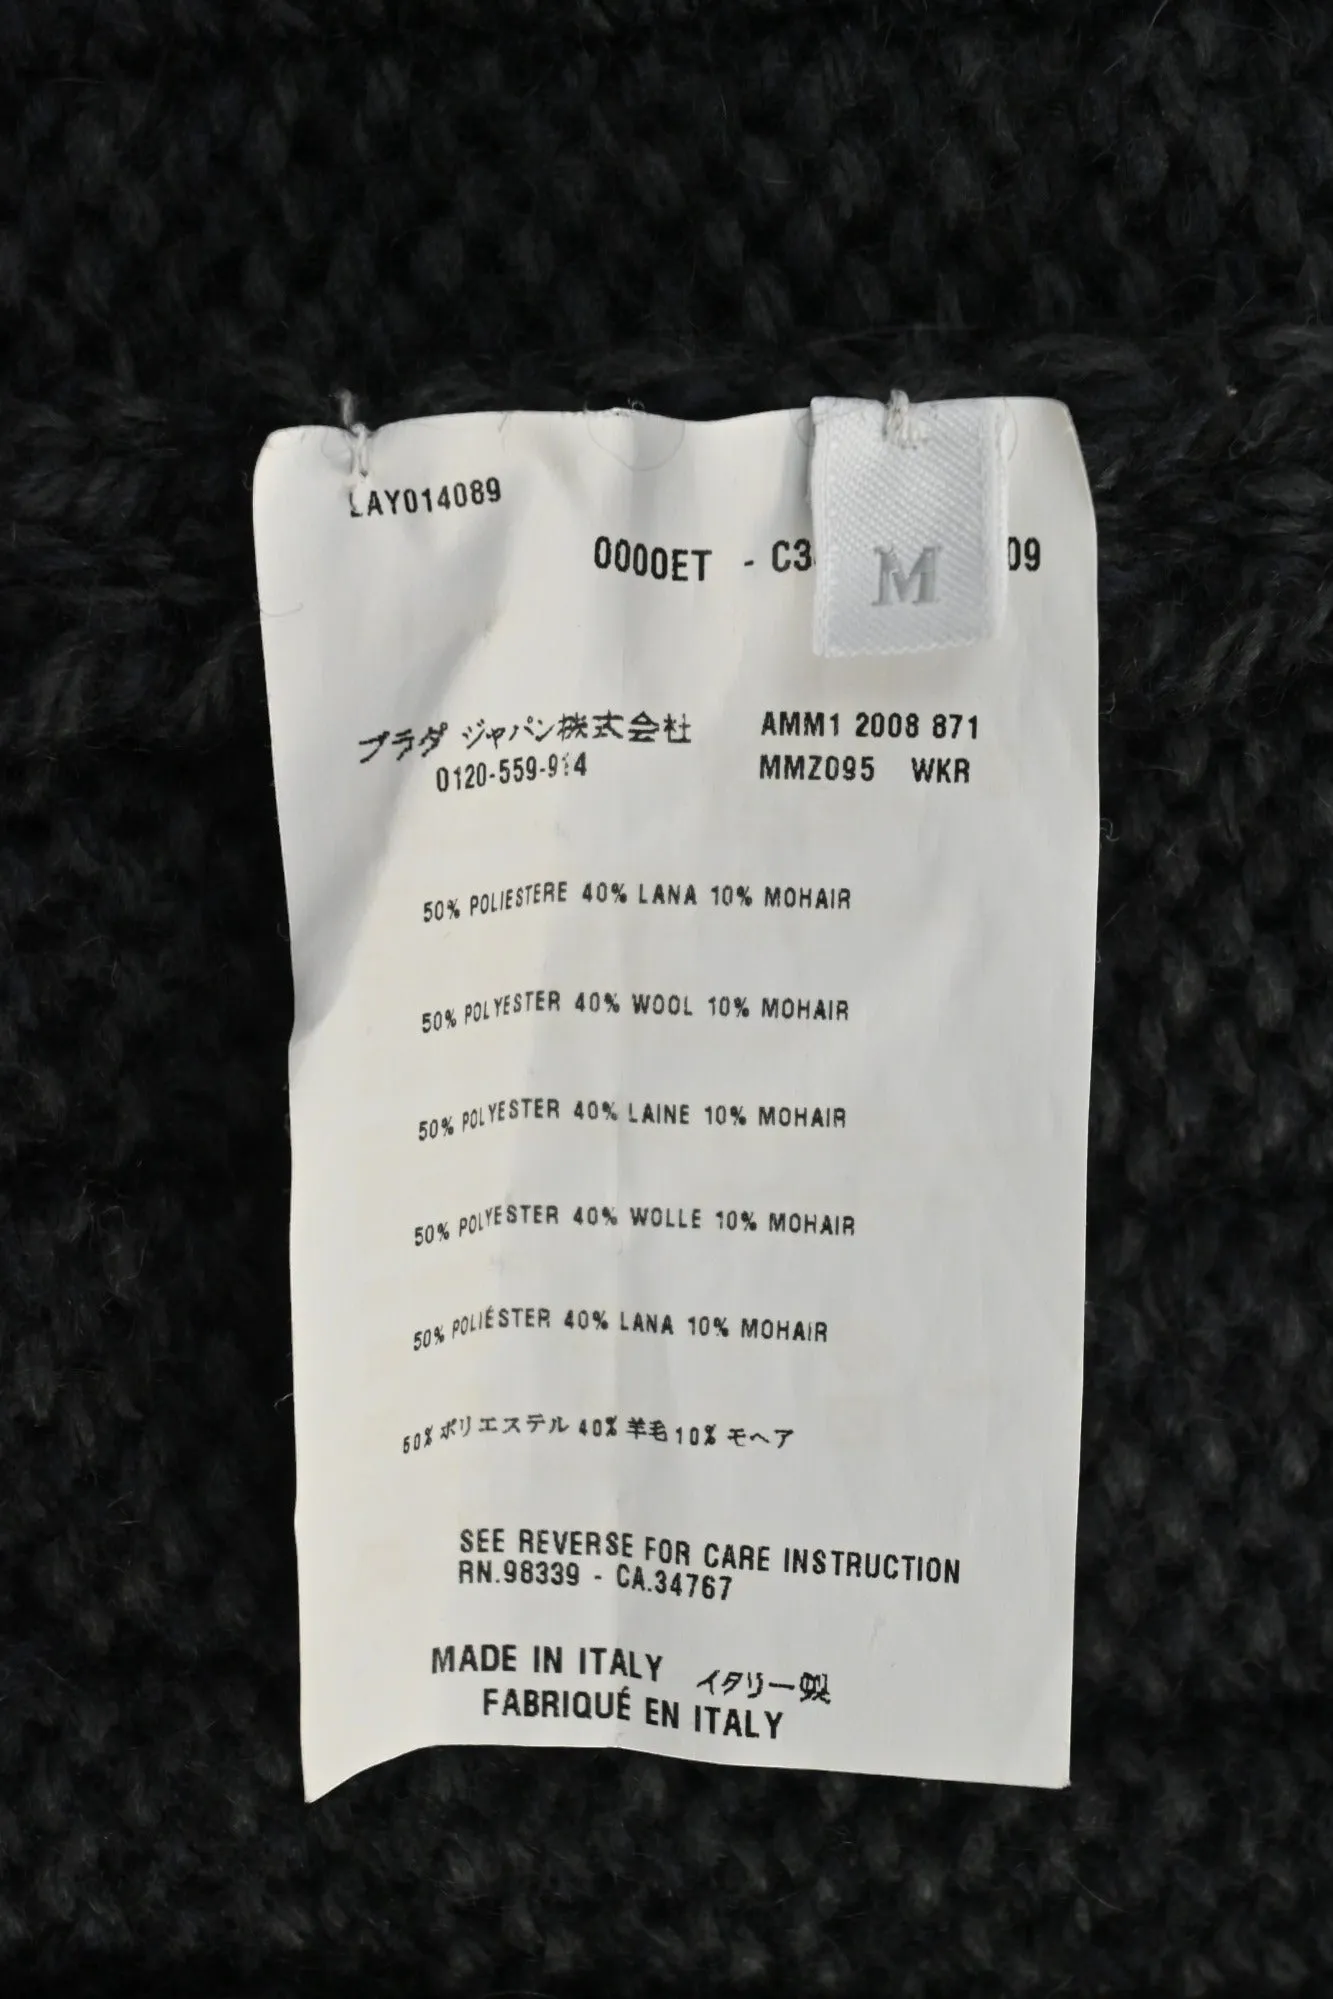 LAY014089
0000ET - C3 09
M
プラダ ジャパン株式会社
0120-559-914
AMM1 2008 871
MMZ095 WKR
50% POLIESTERE 40% LANA 10% MOHAIR
50% POLYESTER 40% WOOL 10% MOHAIR
50% POLYESTER 40% LAINE 10% MOHAIR
50% POLYESTER 40% WOLLE 10% MOHAIR
50% POLIÉSTER 40% LANA 10% MOHAIR
50% ポリエステル 40% 羊毛 10% モヘア
SEE REVERSE FOR CARE INSTRUCTION
RN.98339 - CA.34767
MADE IN ITALY イタリー製
FABRIQUÉ EN ITALY